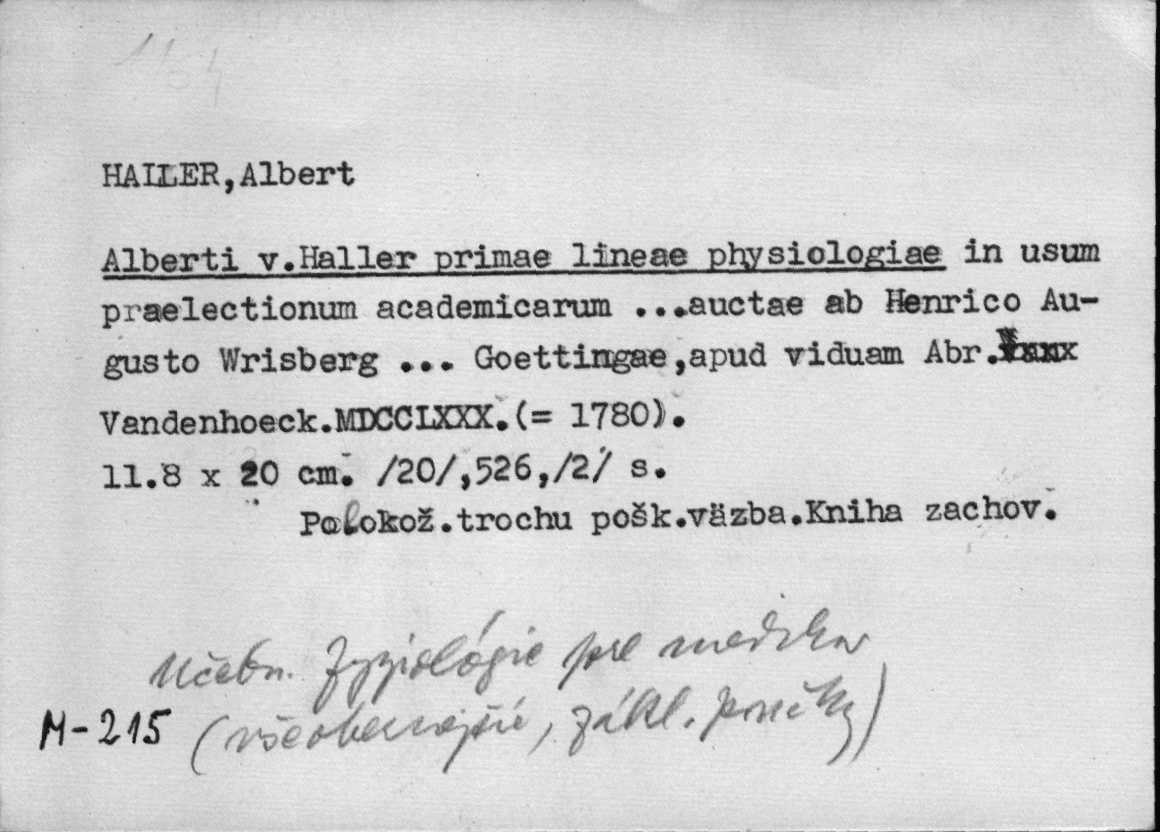 HALLER,Albert
Alberti v.Haller primae lineae physiologiae in usum
praelectionum academicarum ...auctae ab Henrico Au-
gusto Wrisberg ... Goettingae,apud viduam Abr.
Vandenhoeck.MDCCLXXX.(= 1780).
11.8 x 20 cm. /20/,526,/2/ s.
Polokož.trochu pošk.väzba.Kniha zachov.
Učebn. fyziológie pre medikov
M-215 (všeobecnejšie, zákl. poučky)